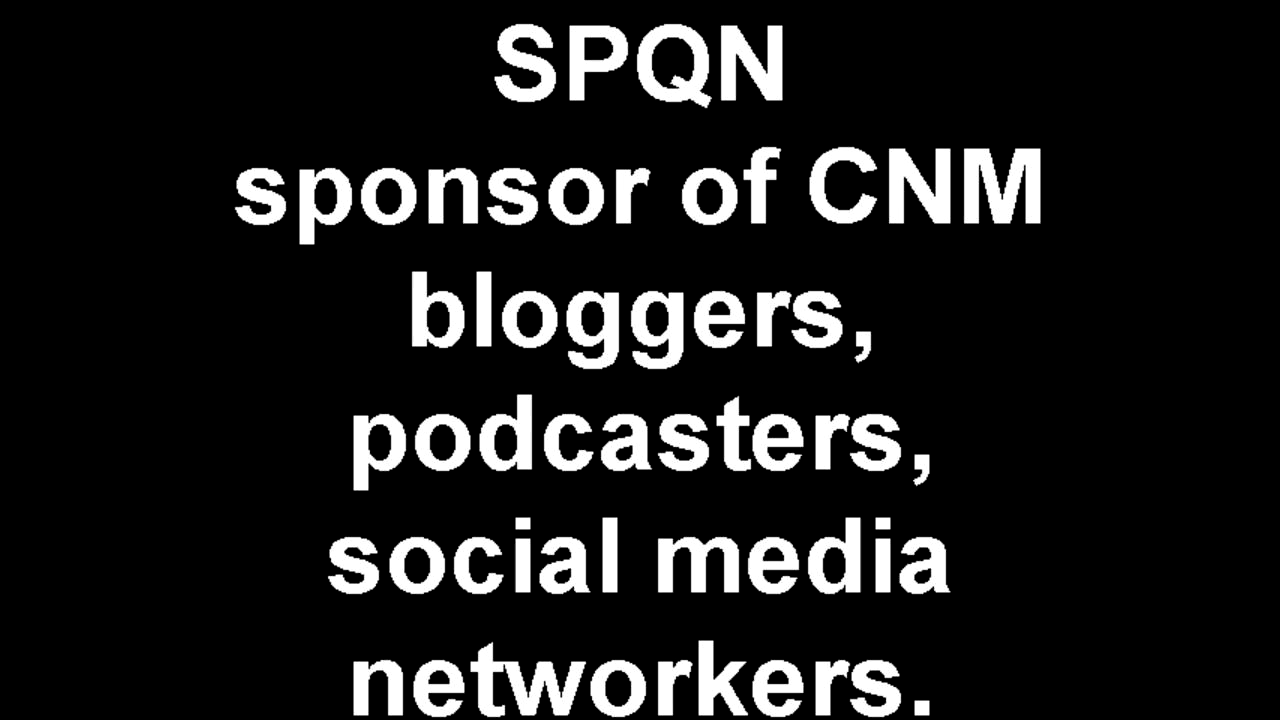 SPQN
sponsor of CNM
bloggers,
podcasters,
social media
networkers.